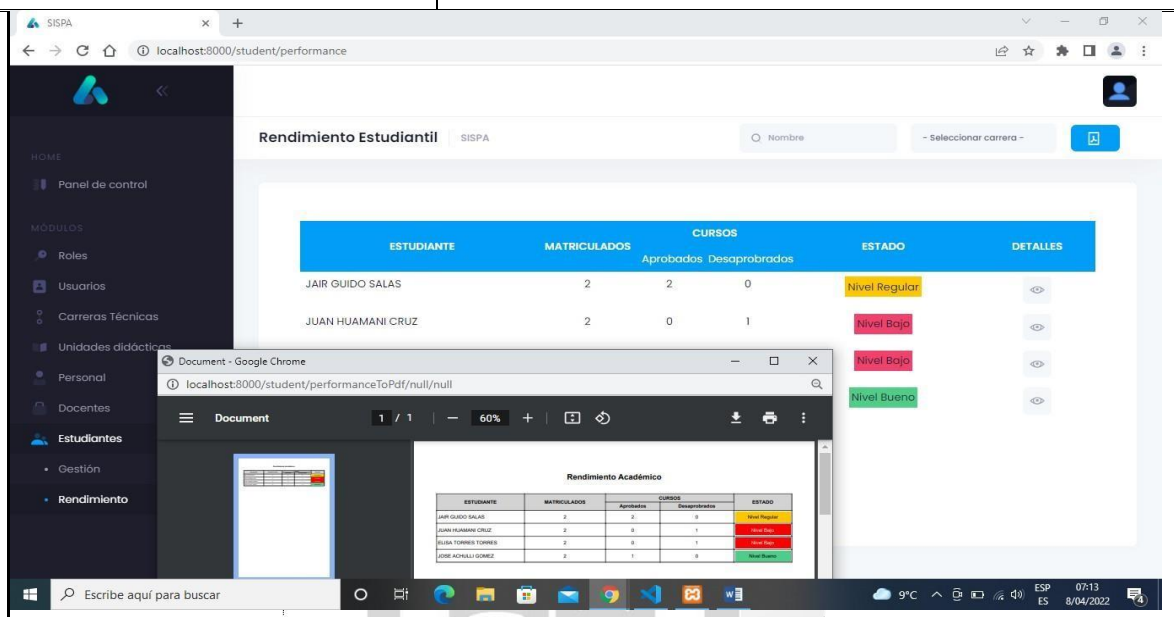 SISPA
localhost:8000/student/performance
Rendimiento Estudiantil SISPA Nombre - Seleccionar carrera -
HOME
Panel de control
MÓDULOS
Roles
Usuarios
Carreras Técnicas
Unidades didácticas
Personal
Docentes
Estudiantes
Gestión
Rendimiento
ESTUDIANTE MATRICULADOS CURSOS ESTADO DETALLES
Aprobados Desaprobrados
JAIR GUIDO SALAS 2 2 0 Nivel Regular
JUAN HUAMANI CRUZ 2 0 1 Nivel Bajo
Nivel Bajo
Nivel Bueno
Document - Google Chrome
localhost:8000/student/performanceToPdf/null/null
Document 1 / 1 60%
Rendimiento Académico
ESTUDIANTE MATRICULADOS CURSOS ESTADO
Aprobados Desaprobrados
JAIR GUIDO SALAS 2 2 0 Nivel Regular
JUAN HUAMANI CRUZ 2 0 1 Nivel Bajo
ELISA TORRES TORRES 2 0 1 Nivel Bajo
JOSE ACHULLI GOMEZ 2 1 0 Nivel Bueno
Escribe aquí para buscar
9°C ESP 07:13
ES 8/04/2022